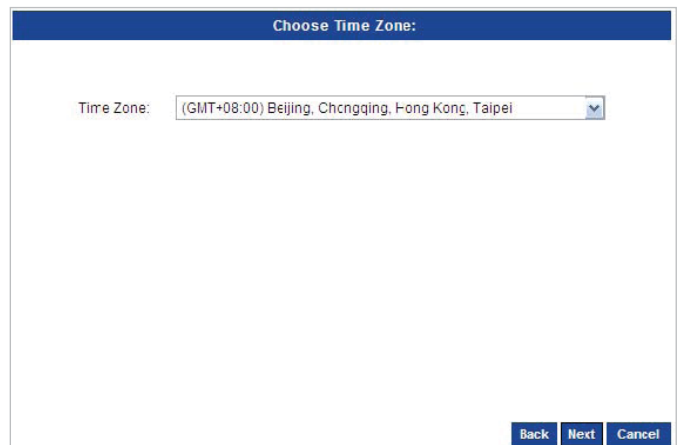 Choose Time Zone:
Time Zone: (GMT+08:00) Beijing, Chongqing, Hong Kong, Taipei
Back Next Cancel